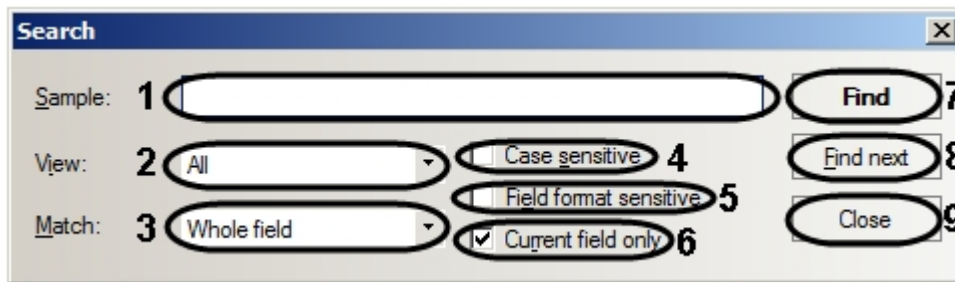 Search
Sample: 1 Find 7
View: 2 All Case sensitive 4 Find next 8
Field format sensitive 5
Match: 3 Whole field Current field only 6 Close 9